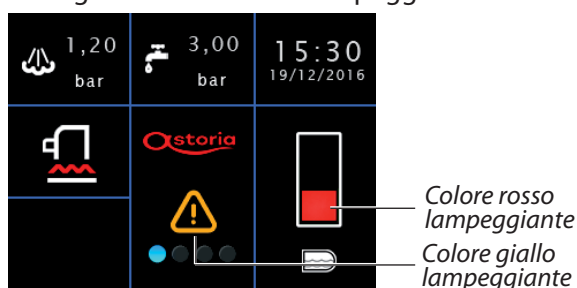 1,20
bar
3,00
bar
15:30
19/12/2016
astoria
Colore rosso
lampeggiante
Colore giallo
lampeggiante